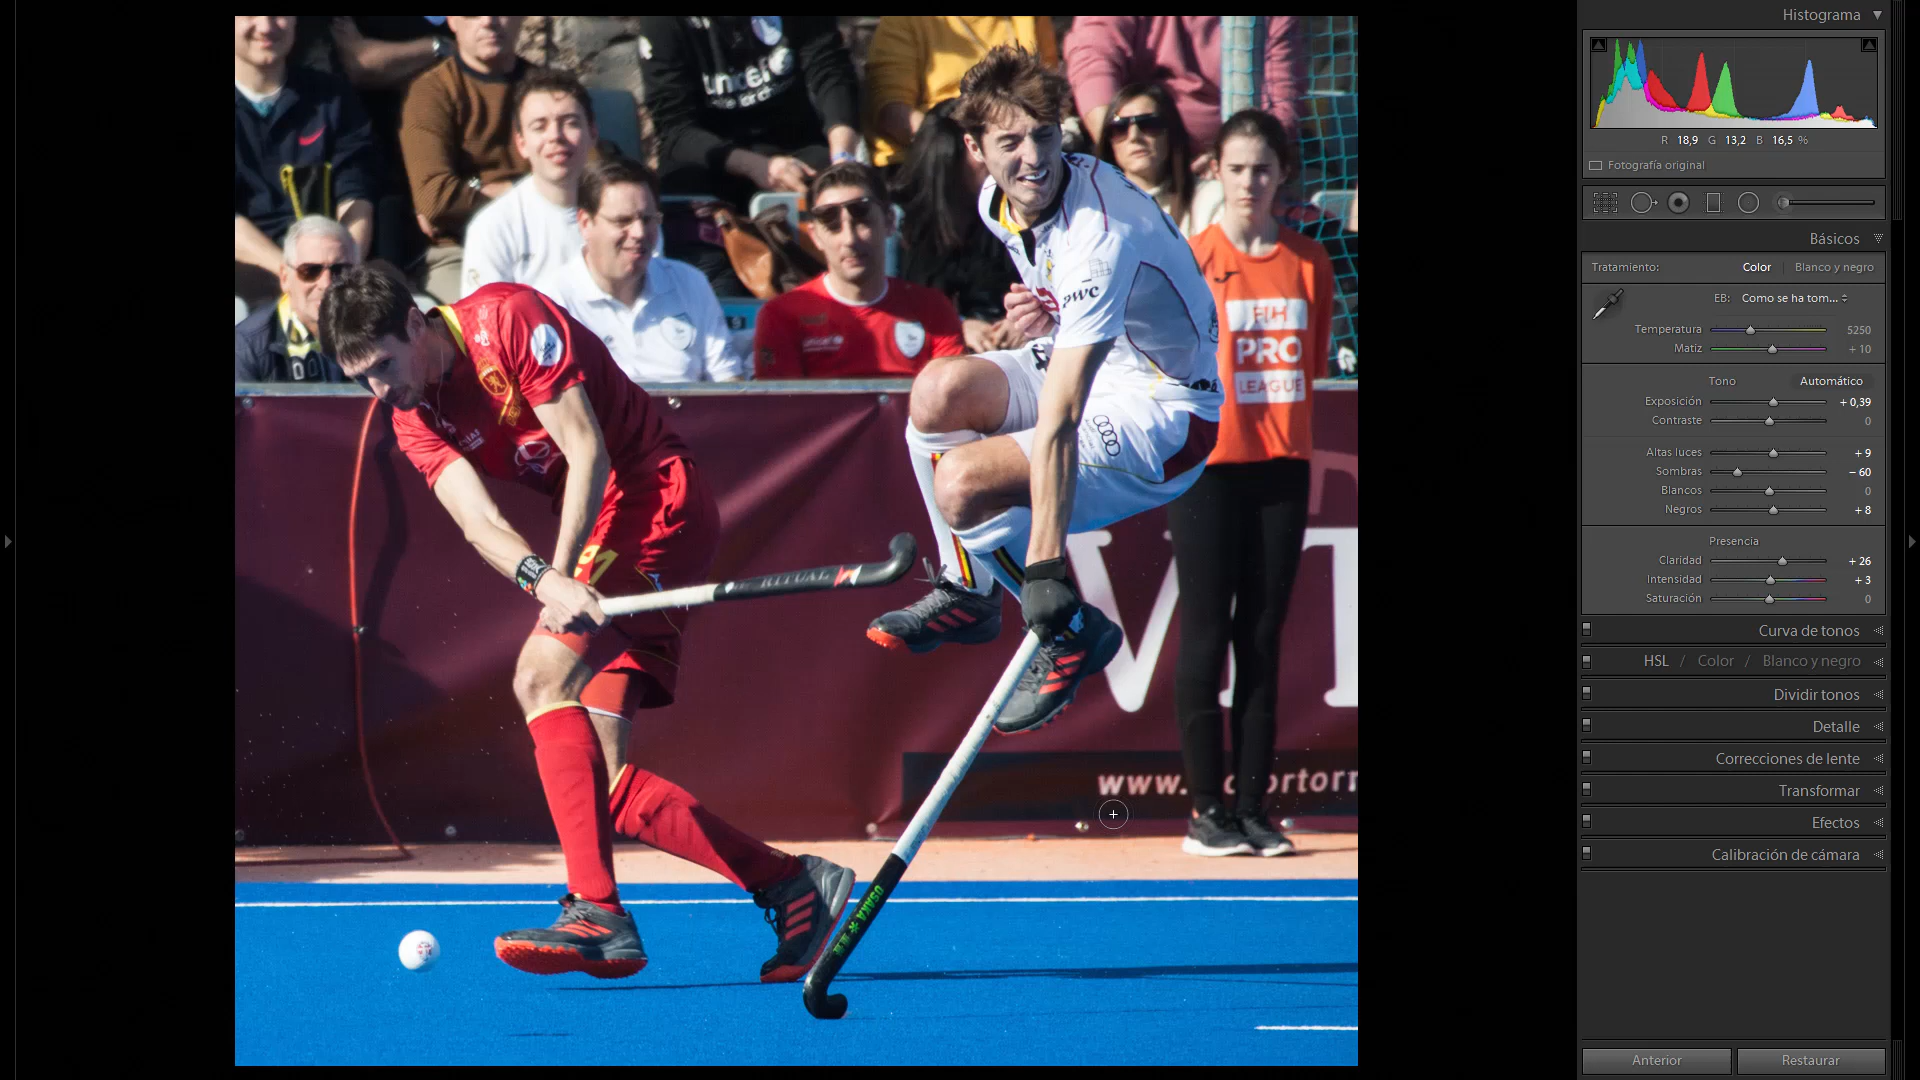 Histograma
R 18,9 G 13,2 B 16,5 %
Fotografía original
Básicos
Tratamiento: Color Blanco y negro
EB: Como se ha tom...
Temperatura 5250
Matiz + 10
Tono Automático
Exposición + 0,39
Contraste 0
Altas luces + 9
Sombras − 60
Blancos 0
Negros + 8
Presencia
Claridad + 26
Intensidad + 3
Saturación 0
Curva de tonos
HSL / Color / Blanco y negro
Dividir tonos
Detalle
Correcciones de lente
Transformar
Efectos
Calibración de cámara
Anterior Restaurar
unicef
pwc
FIH
PRO
LEAGUE
RITUAL
OSAKA
www.